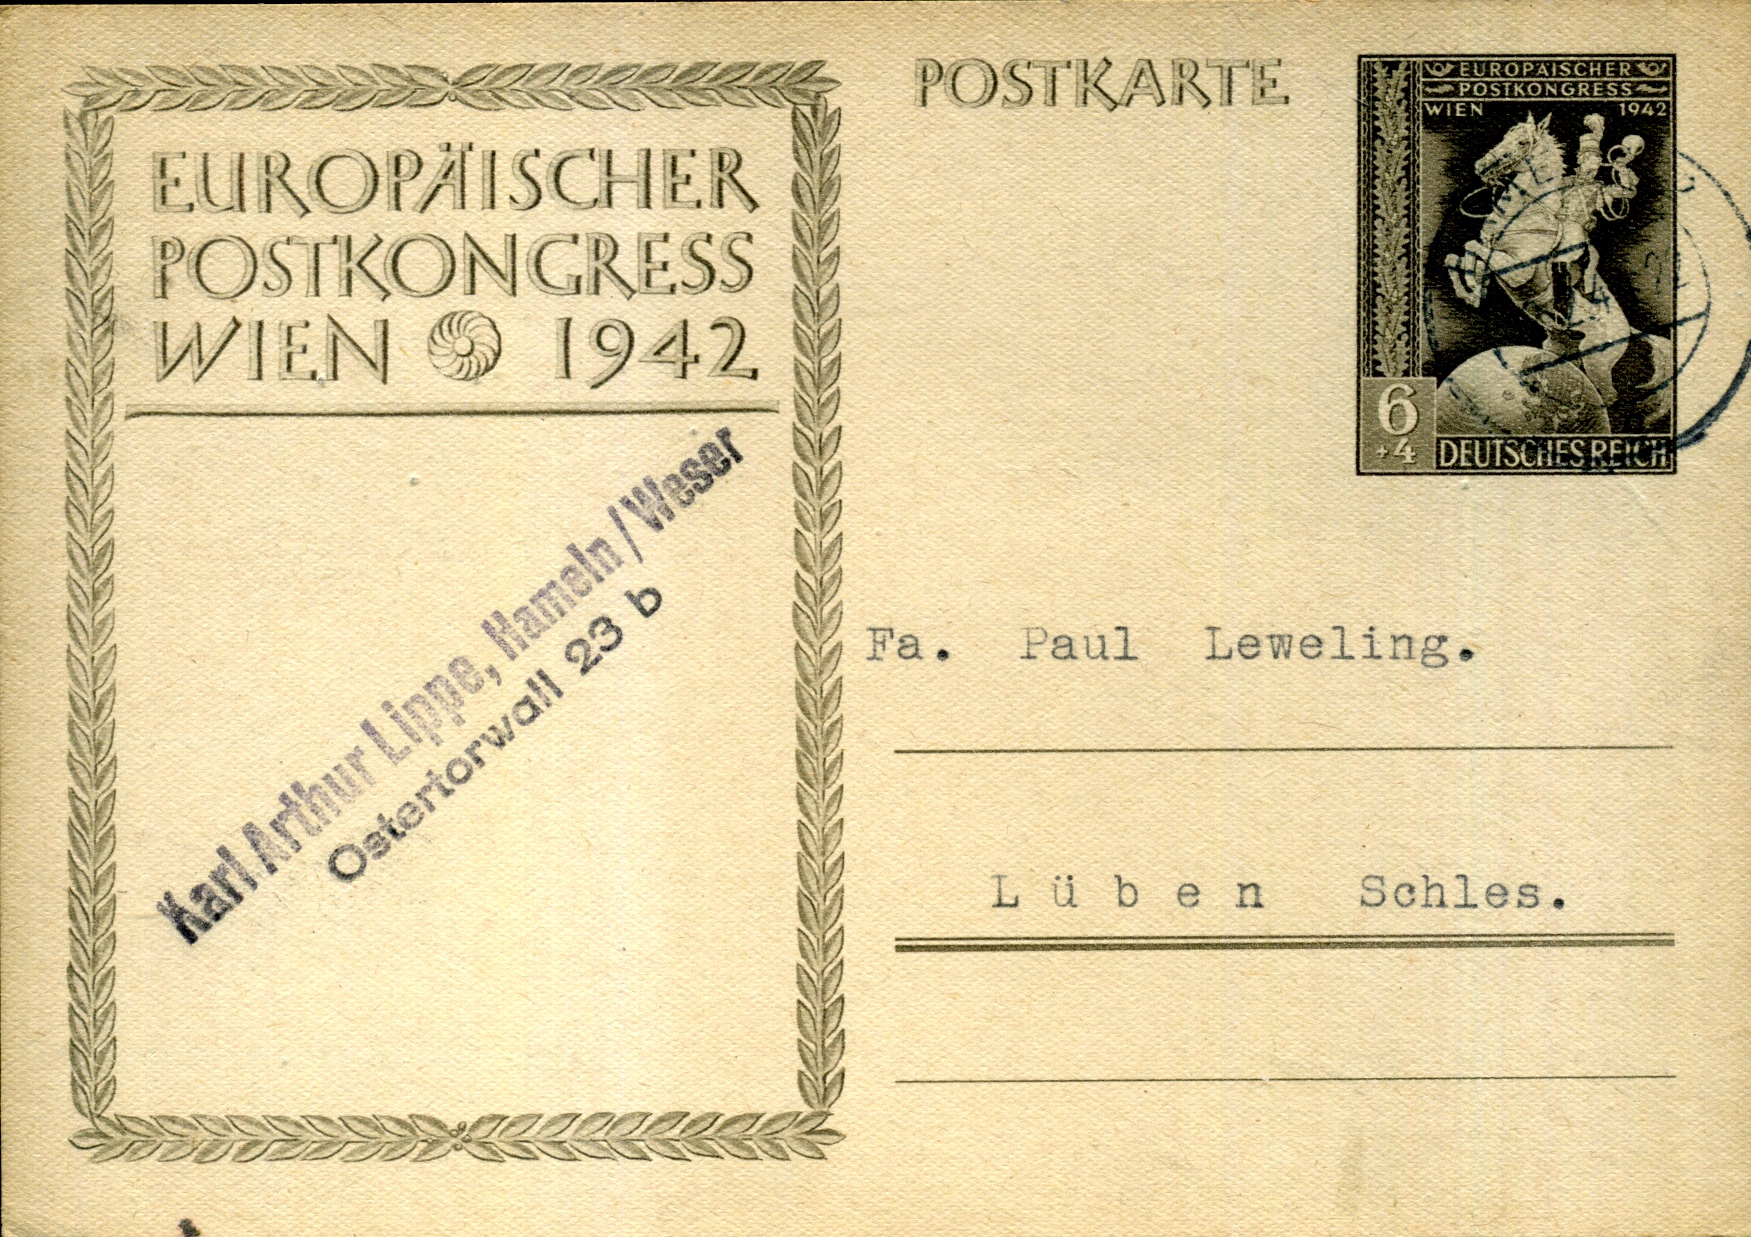 EUROPÄISCHER
POSTKONGRESS
WIEN 1942
Karl Arthur Lippe, Hameln/Weser
Ostertorwall 23 b
POSTKARTE
EUROPÄISCHER
POSTKONGRESS
WIEN 1942
6
+4
DEUTSCHES REICH
Fa. Paul Leweling.
Lüben Schles.